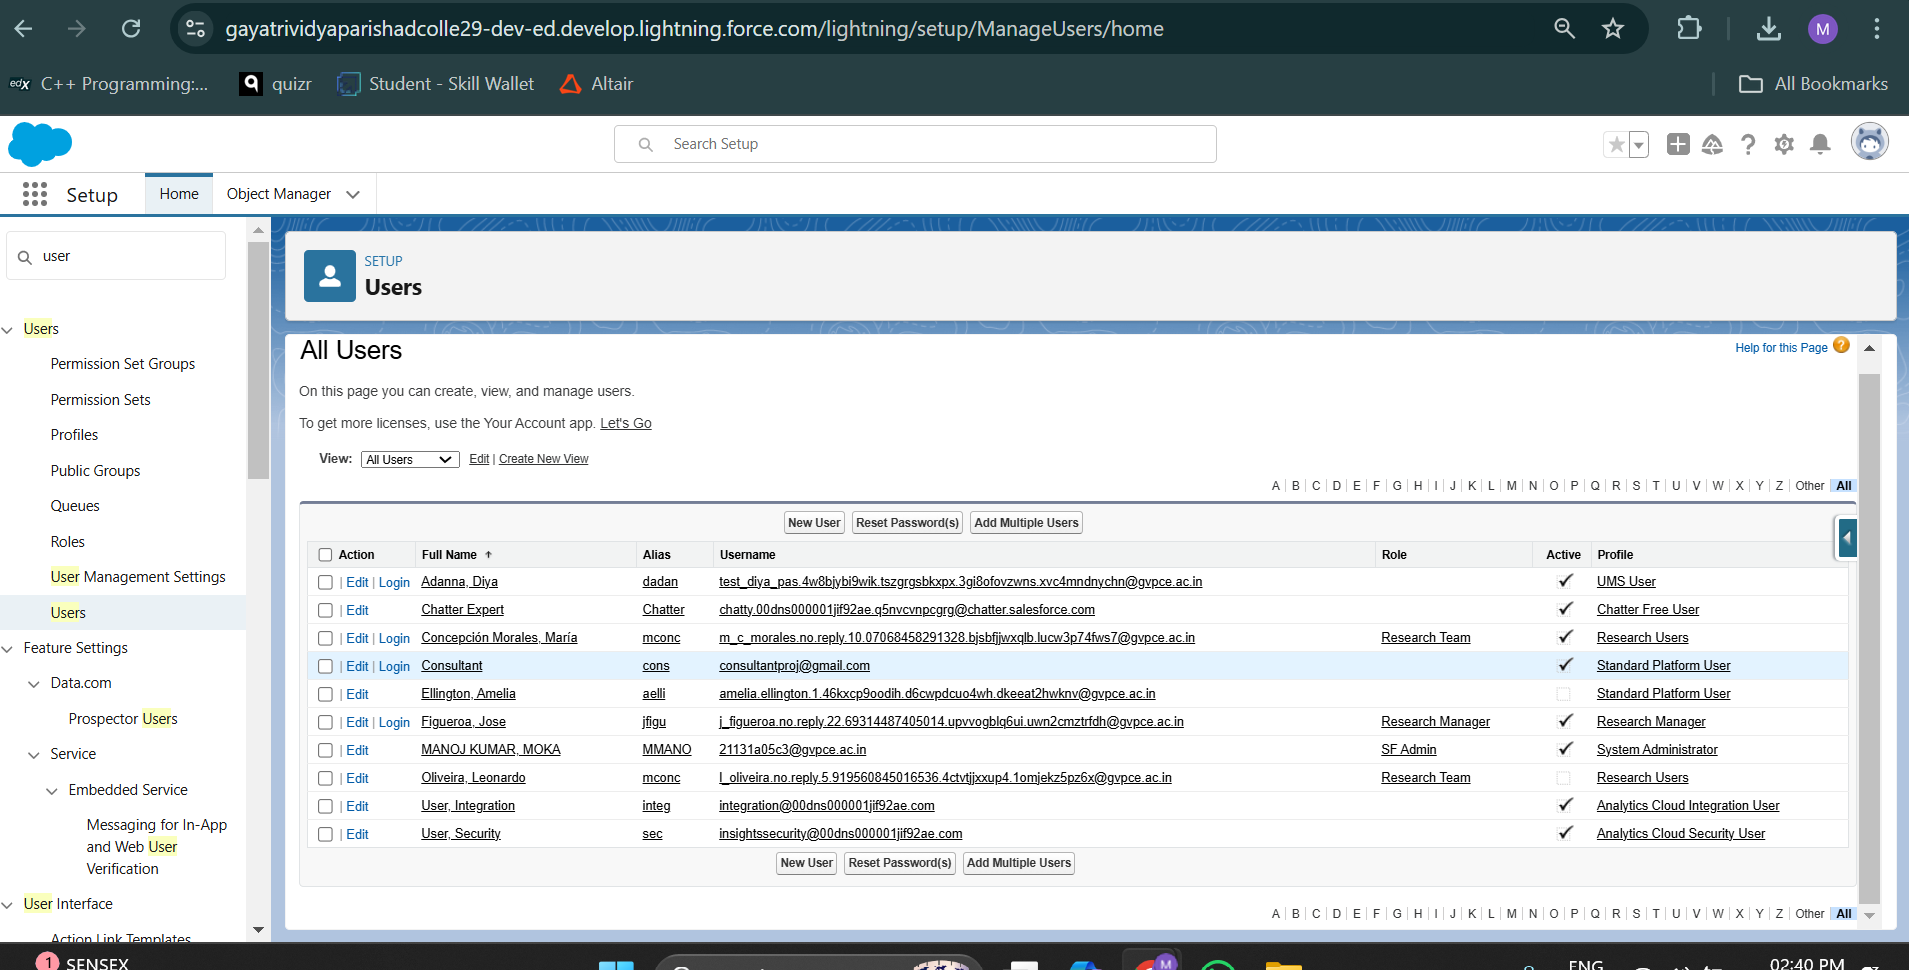 gayatrividyaparishadcolle29-dev-ed.develop.lightning.force.com/lightning/setup/ManageUsers/home
M
edX C++ Programming:...
q quizr
Student - Skill Wallet
Altair
All Bookmarks
Search Setup
Setup
Home
Object Manager
user
Users
Permission Set Groups
Permission Sets
Profiles
Public Groups
Queues
Roles
User Management Settings
Users
Feature Settings
Data.com
Prospector Users
Service
Embedded Service
Messaging for In-App
and Web User
Verification
User Interface
Action Link Templates
SETUP
Users
All Users
Help for this Page ?
On this page you can create, view, and manage users.
To get more licenses, use the Your Account app. Let's Go
View: All Users Edit | Create New View
A | B | C | D | E | F | G | H | I | J | K | L | M | N | O | P | Q | R | S | T | U | V | W | X | Y | Z | Other All
New User Reset Password(s) Add Multiple Users
Action Full Name Alias Username Role Active Profile
| Edit | Login Adanna, Diya dadan test_diya_pas.4w8bjybi9wik.tszgrgsbkxpx.3gi8ofovzwns.xvc4mndnychn@gvpce.ac.in UMS User
| Edit Chatter Expert Chatter chatty.00dns000001jif92ae.q5nvcvnpcgrg@chatter.salesforce.com Chatter Free User
| Edit | Login Concepción Morales, María mconc m_c_morales.no.reply.10.07068458291328.bjsbfjjwxqlb.lucw3p74fws7@gvpce.ac.in Research Team Research Users
| Edit | Login Consultant cons consultantproj@gmail.com Standard Platform User
| Edit Ellington, Amelia aelli amelia.ellington.1.46kxcp9oodih.d6cwpdcuo4wh.dkeeat2hwknv@gvpce.ac.in Standard Platform User
| Edit | Login Figueroa, Jose jfigu j_figueroa.no.reply.22.69314487405014.upvvogblq6ui.uwn2cmztrfdh@gvpce.ac.in Research Manager Research Manager
| Edit MANOJ KUMAR, MOKA MMANO 21131a05c3@gvpce.ac.in SF Admin System Administrator
| Edit Oliveira, Leonardo mconc l_oliveira.no.reply.5.919560845016536.4ctvtjjxxup4.1omjekz5pz6x@gvpce.ac.in Research Team Research Users
| Edit User, Integration integ integration@00dns000001jif92ae.com Analytics Cloud Integration User
| Edit User, Security sec insightssecurity@00dns000001jif92ae.com Analytics Cloud Security User
New User Reset Password(s) Add Multiple Users
A | B | C | D | E | F | G | H | I | J | K | L | M | N | O | P | Q | R | S | T | U | V | W | X | Y | Z | Other All
1 SENSEX
M
ENG
02:40 PM